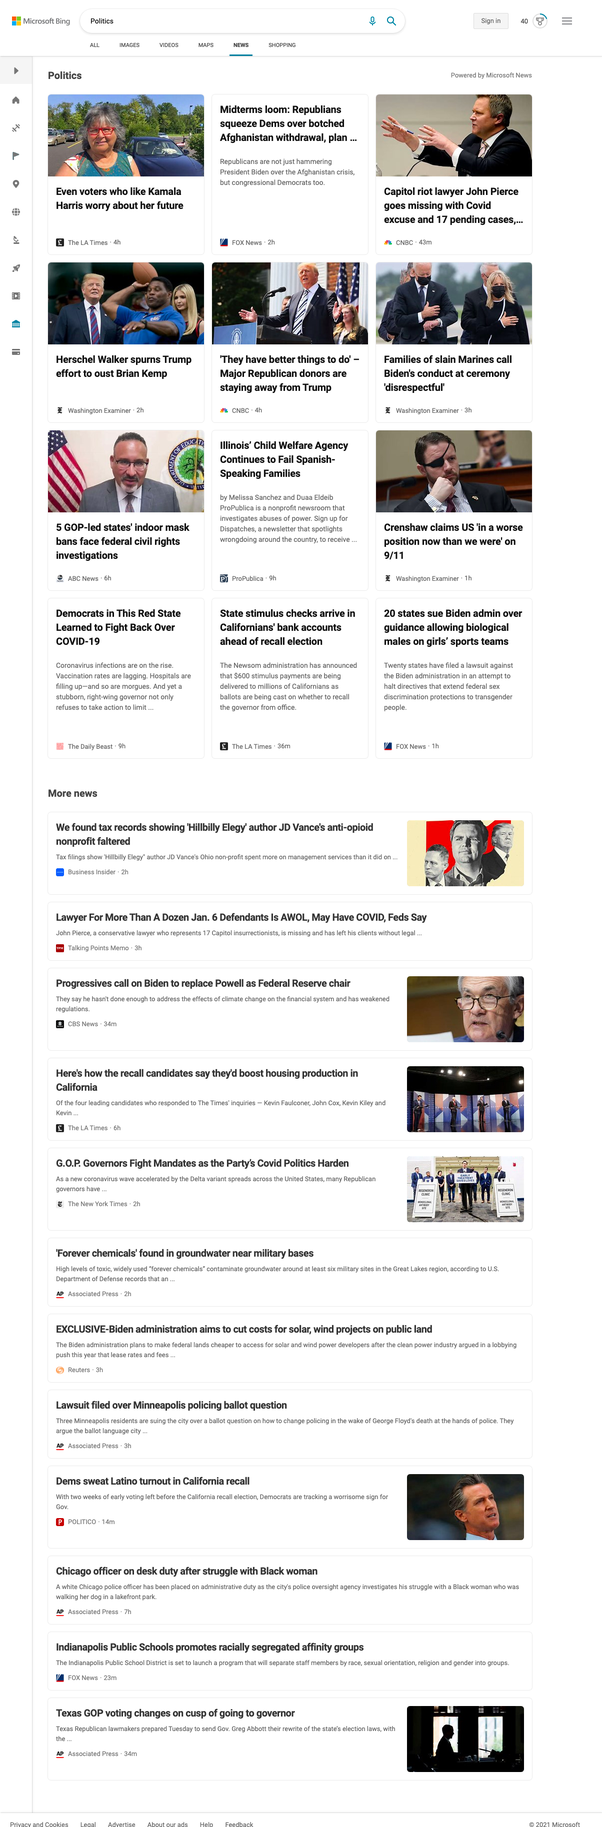 Microsoft Bing
Politics
Sign in
40
ALL
IMAGES
VIDEOS
MAPS
NEWS
SHOPPING
Politics
Powered by Microsoft News
Even voters who like Kamala
Harris worry about her future
The LA Times · 4h
Midterms loom: Republians
squeeze Dems over botched
Afghanistan withdrawal, plan ...
Republicans are not just hammering
President Biden over the Afghanistan crisis,
but congressional Democrats too.
FOX News · 2h
Capitol riot lawyer John Pierce
goes missing with Covid
excuse and 17 pending cases,...
CNBC · 43m
Herschel Walker spurns Trump
effort to oust Brian Kemp
Washington Examiner · 2h
'They have better things to do' –
Major Republican donors are
staying away from Trump
CNBC · 4h
Families of slain Marines call
Biden's conduct at ceremony
'disrespectful'
Washington Examiner · 3h
5 GOP-led states' indoor mask
bans face federal civil rights
investigations
ABC News · 6h
Illinois' Child Welfare Agency
Continues to Fail Spanish-
Speaking Families
by Melissa Sanchez and Duaa Eldeib
ProPublica is a nonprofit newsroom that
investigates abuses of power. Sign up for
Dispatches, a newsletter that spotlights
wrongdoing around the country, to receive ...
ProPublica · 9h
Crenshaw claims US 'in a worse
position now than we were' on
9/11
Washington Examiner · 1h
Democrats in This Red State
Learned to Fight Back Over
COVID-19
Coronavirus infections are on the rise.
Vaccination rates are lagging. Hospitals are
filling up—and so are morgues. And yet a
stubborn, right-wing governor not only
refuses to take action to limit ...
The Daily Beast · 9h
State stimulus checks arrive in
Californians' bank accounts
ahead of recall election
The Newsom administration has announced
that $600 stimulus payments are being
delivered to millions of Californians as
ballots are being cast on whether to recall
the governor from office.
The LA Times · 36m
20 states sue Biden admin over
guidance allowing biological
males on girls' sports teams
Twenty states have filed a lawsuit against
the Biden administration in an attempt to
halt directives that extend federal sex
discrimination protections to transgender
people.
FOX News · 1h
More news
We found tax records showing 'Hillbilly Elegy' author JD Vance's anti-opioid
nonprofit faltered
Tax filings show "Hillbilly Elegy" author JD Vance's Ohio non-profit spent more on management services than it did on ...
Business Insider · 2h
Lawyer For More Than A Dozen Jan. 6 Defendants Is AWOL, May Have COVID, Feds Say
John Pierce, a conservative lawyer who represents 17 Capitol insurrectionists, is missing and has left his clients without legal ...
Talking Points Memo · 3h
Progressives call on Biden to replace Powell as Federal Reserve chair
They say he hasn't done enough to address the effects of climate change on the financial system and has weakened
regulations.
CBS News · 34m
Here's how the recall candidates say they'd boost housing production in
California
Of the four leading candidates who responded to The Times' inquiries — Kevin Faulconer, John Cox, Kevin Kiley and
Kevin ...
The LA Times · 6h
G.O.P. Governors Fight Mandates as the Party's Covid Politics Harden
As a new coronavirus wave accelerated by the Delta variant spreads across the United States, many Republican
governors have ...
The New York Times · 2h
'Forever chemicals' found in groundwater near military bases
High levels of toxic, widely used "forever chemicals" contaminate groundwater around at least six military sites in the Great Lakes region, according to U.S.
Department of Defense records that an ...
AP Associated Press · 2h
EXCLUSIVE-Biden administration aims to cut costs for solar, wind projects on public land
The Biden administration plans to make federal lands cheaper to access for solar and wind power developers after the clean power industry argued in a lobbying
push this year that lease rates and fees ...
Reuters · 3h
Lawsuit filed over Minneapolis policing ballot question
Three Minneapolis residents are suing the city over a ballot question on how to change policing in the wake of George Floyd's death at the hands of police. They
argue the ballot language city ...
AP Associated Press · 3h
Dems sweat Latino turnout in California recall
With two weeks of early voting left before the California recall election, Democrats are tracking a worrisome sign for
Gov.
POLITICO · 14m
Chicago officer on desk duty after struggle with Black woman
A white Chicago police officer has been placed on administrative duty as the city's police oversight agency investigates his struggle with a Black woman who was
walking her dog in a lakefront park.
AP Associated Press · 7h
Indianapolis Public Schools promotes racially segregated affinity groups
The Indianapolis Public School District is set to launch a program that will separate staff members by race, sexual orientation, religion and gender into groups.
FOX News · 23m
Texas GOP voting changes on cusp of going to governor
Texas Republican lawmakers prepared Tuesday to send Gov. Greg Abbott their rewrite of the state's election laws, with
the ...
AP Associated Press · 34m
Privacy and Cookies
Legal
Advertise
About our ads
Help
Feedback
© 2021 Microsoft